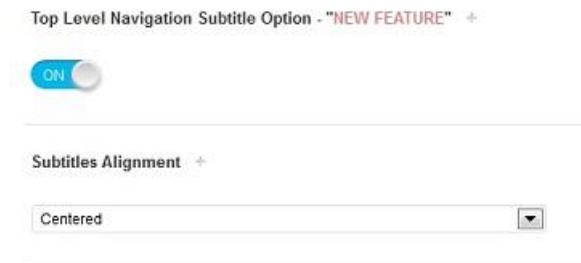 Top Level Navigation Subtitle Option - "NEW FEATURE" +
ON
Subtitles Alignment +
Centered